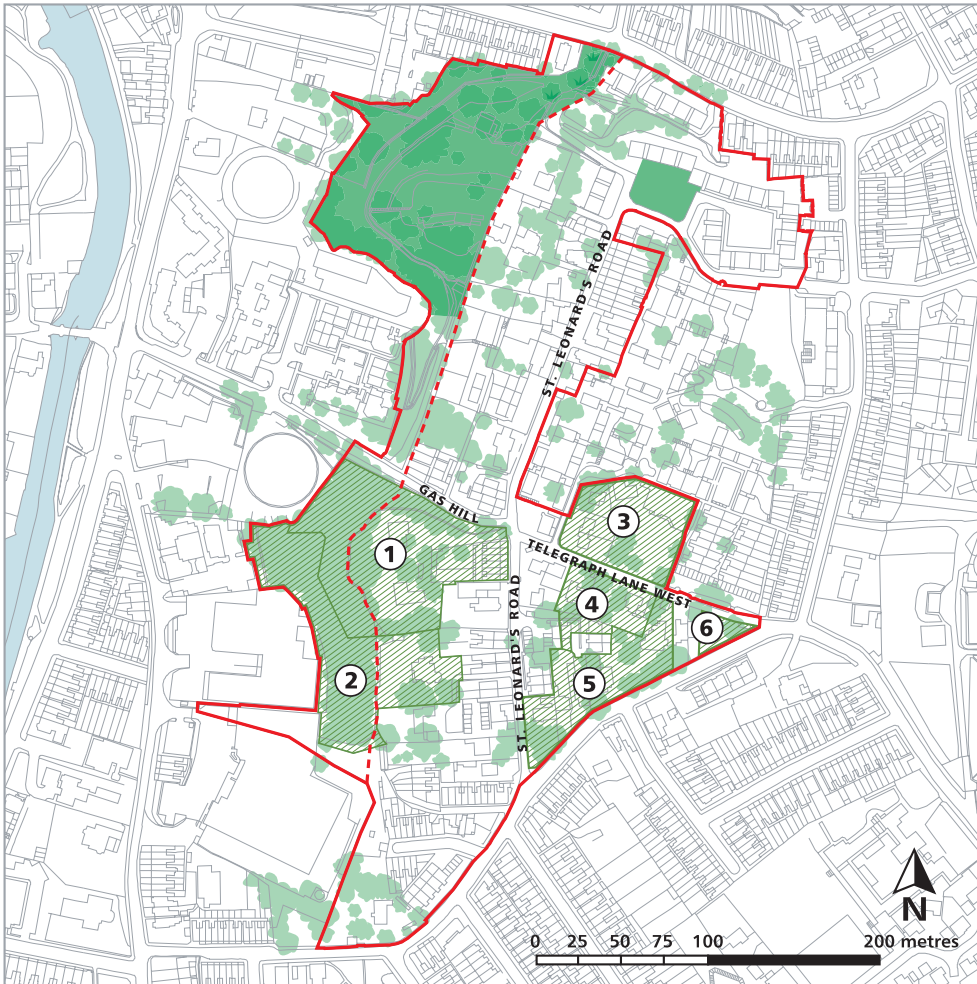 ST. LEONARD'S ROAD
GAS HILL
1
3
TELEGRAPH LANE WEST
4
6
ST. LEONARD'S ROAD
2
5
N
0 25 50 75 100 200 metres